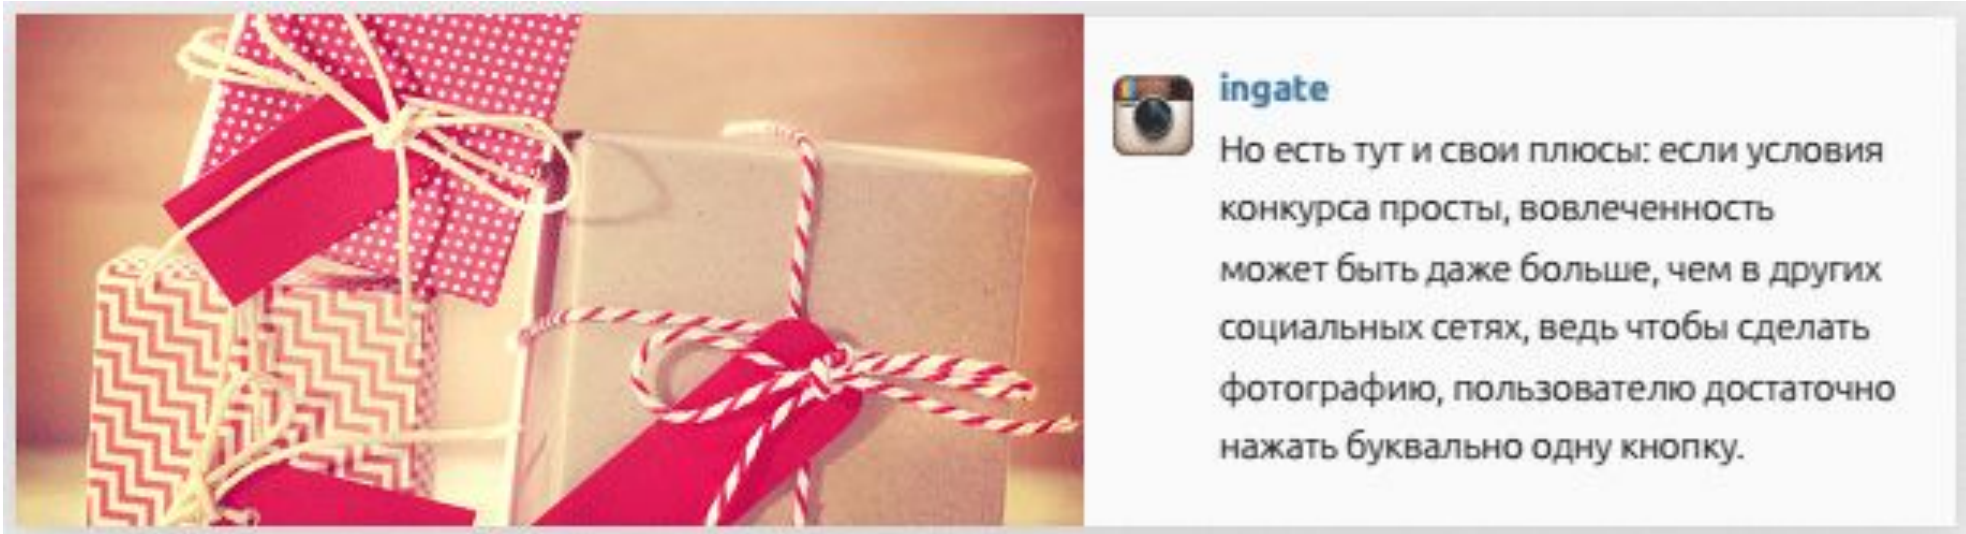 ingate
Но есть тут и свои плюсы: если условия
конкурса просты, вовлеченность
может быть даже больше, чем в других
социальных сетях, ведь чтобы сделать
фотографию, пользователю достаточно
нажать буквально одну кнопку.